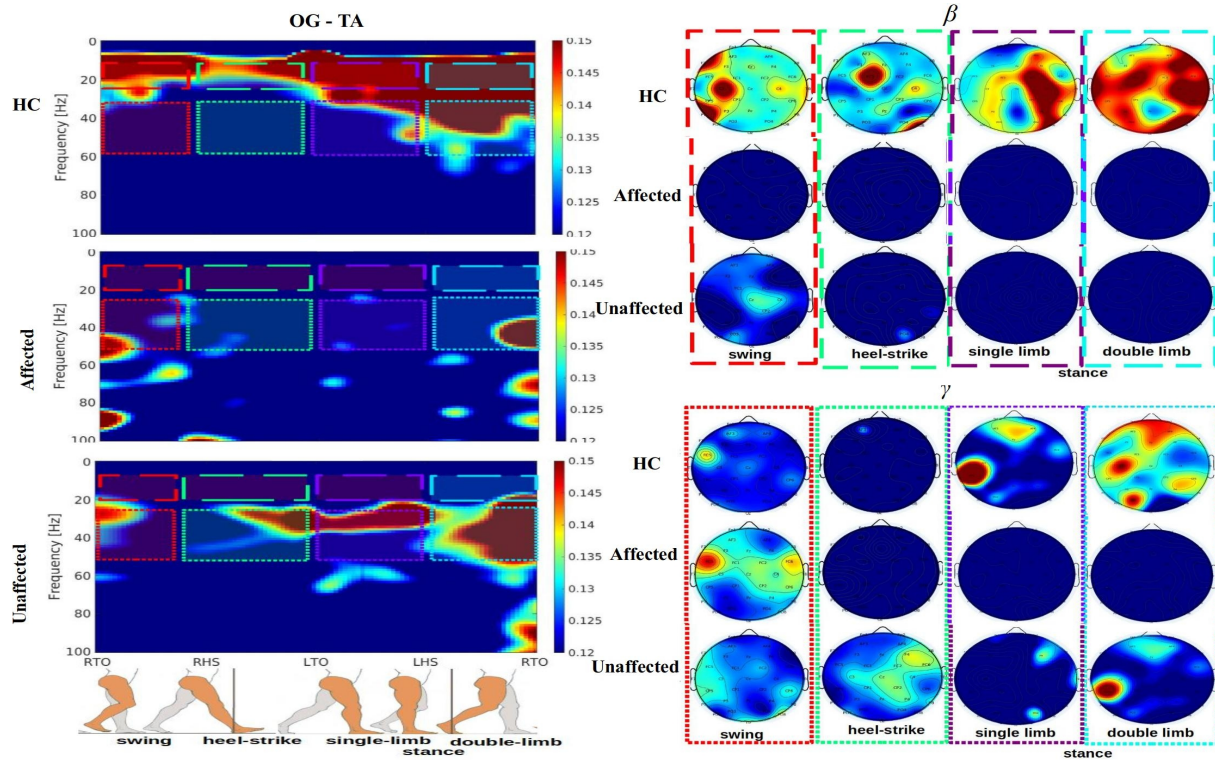 OG - TA
HC
Frequency [Hz]
0
20
40
60
80
100
0.15
0.145
0.14
0.135
0.13
0.125
0.12
Affected
Frequency [Hz]
0
20
40
60
80
100
0.15
0.145
0.14
0.135
0.13
0.125
0.12
Unaffected
Frequency [Hz]
0
20
40
60
80
100
0.15
0.145
0.14
0.135
0.13
0.125
0.12
RTO RHS LTO LHS RTO
swing heel-strike single-limb double-limb
stance
β
HC
Affected
Unaffected
swing heel-strike single limb double limb
stance
γ
HC
Affected
Unaffected
swing heel-strike single limb double limb
stance